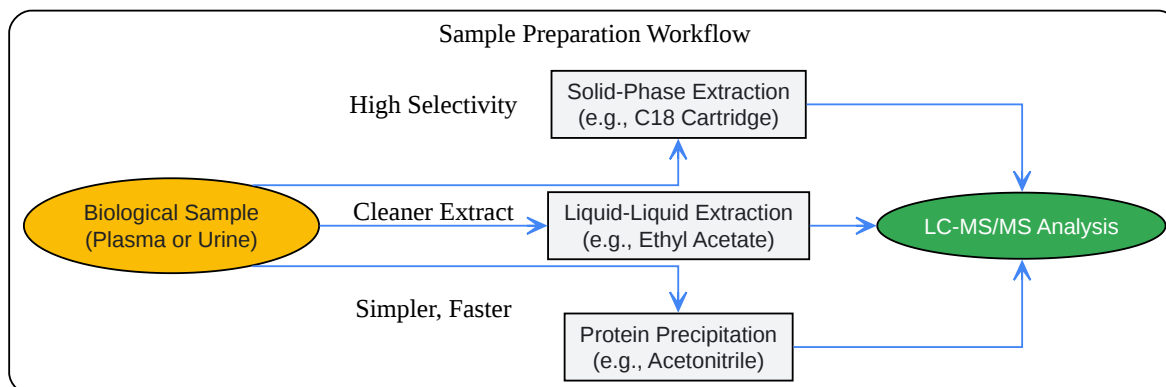 Sample Preparation Workflow
High Selectivity
Solid-Phase Extraction
(e.g., C18 Cartridge)
Biological Sample
(Plasma or Urine)
Cleaner Extract
Liquid-Liquid Extraction
(e.g., Ethyl Acetate)
LC-MS/MS Analysis
Simpler, Faster
Protein Precipitation
(e.g., Acetonitrile)